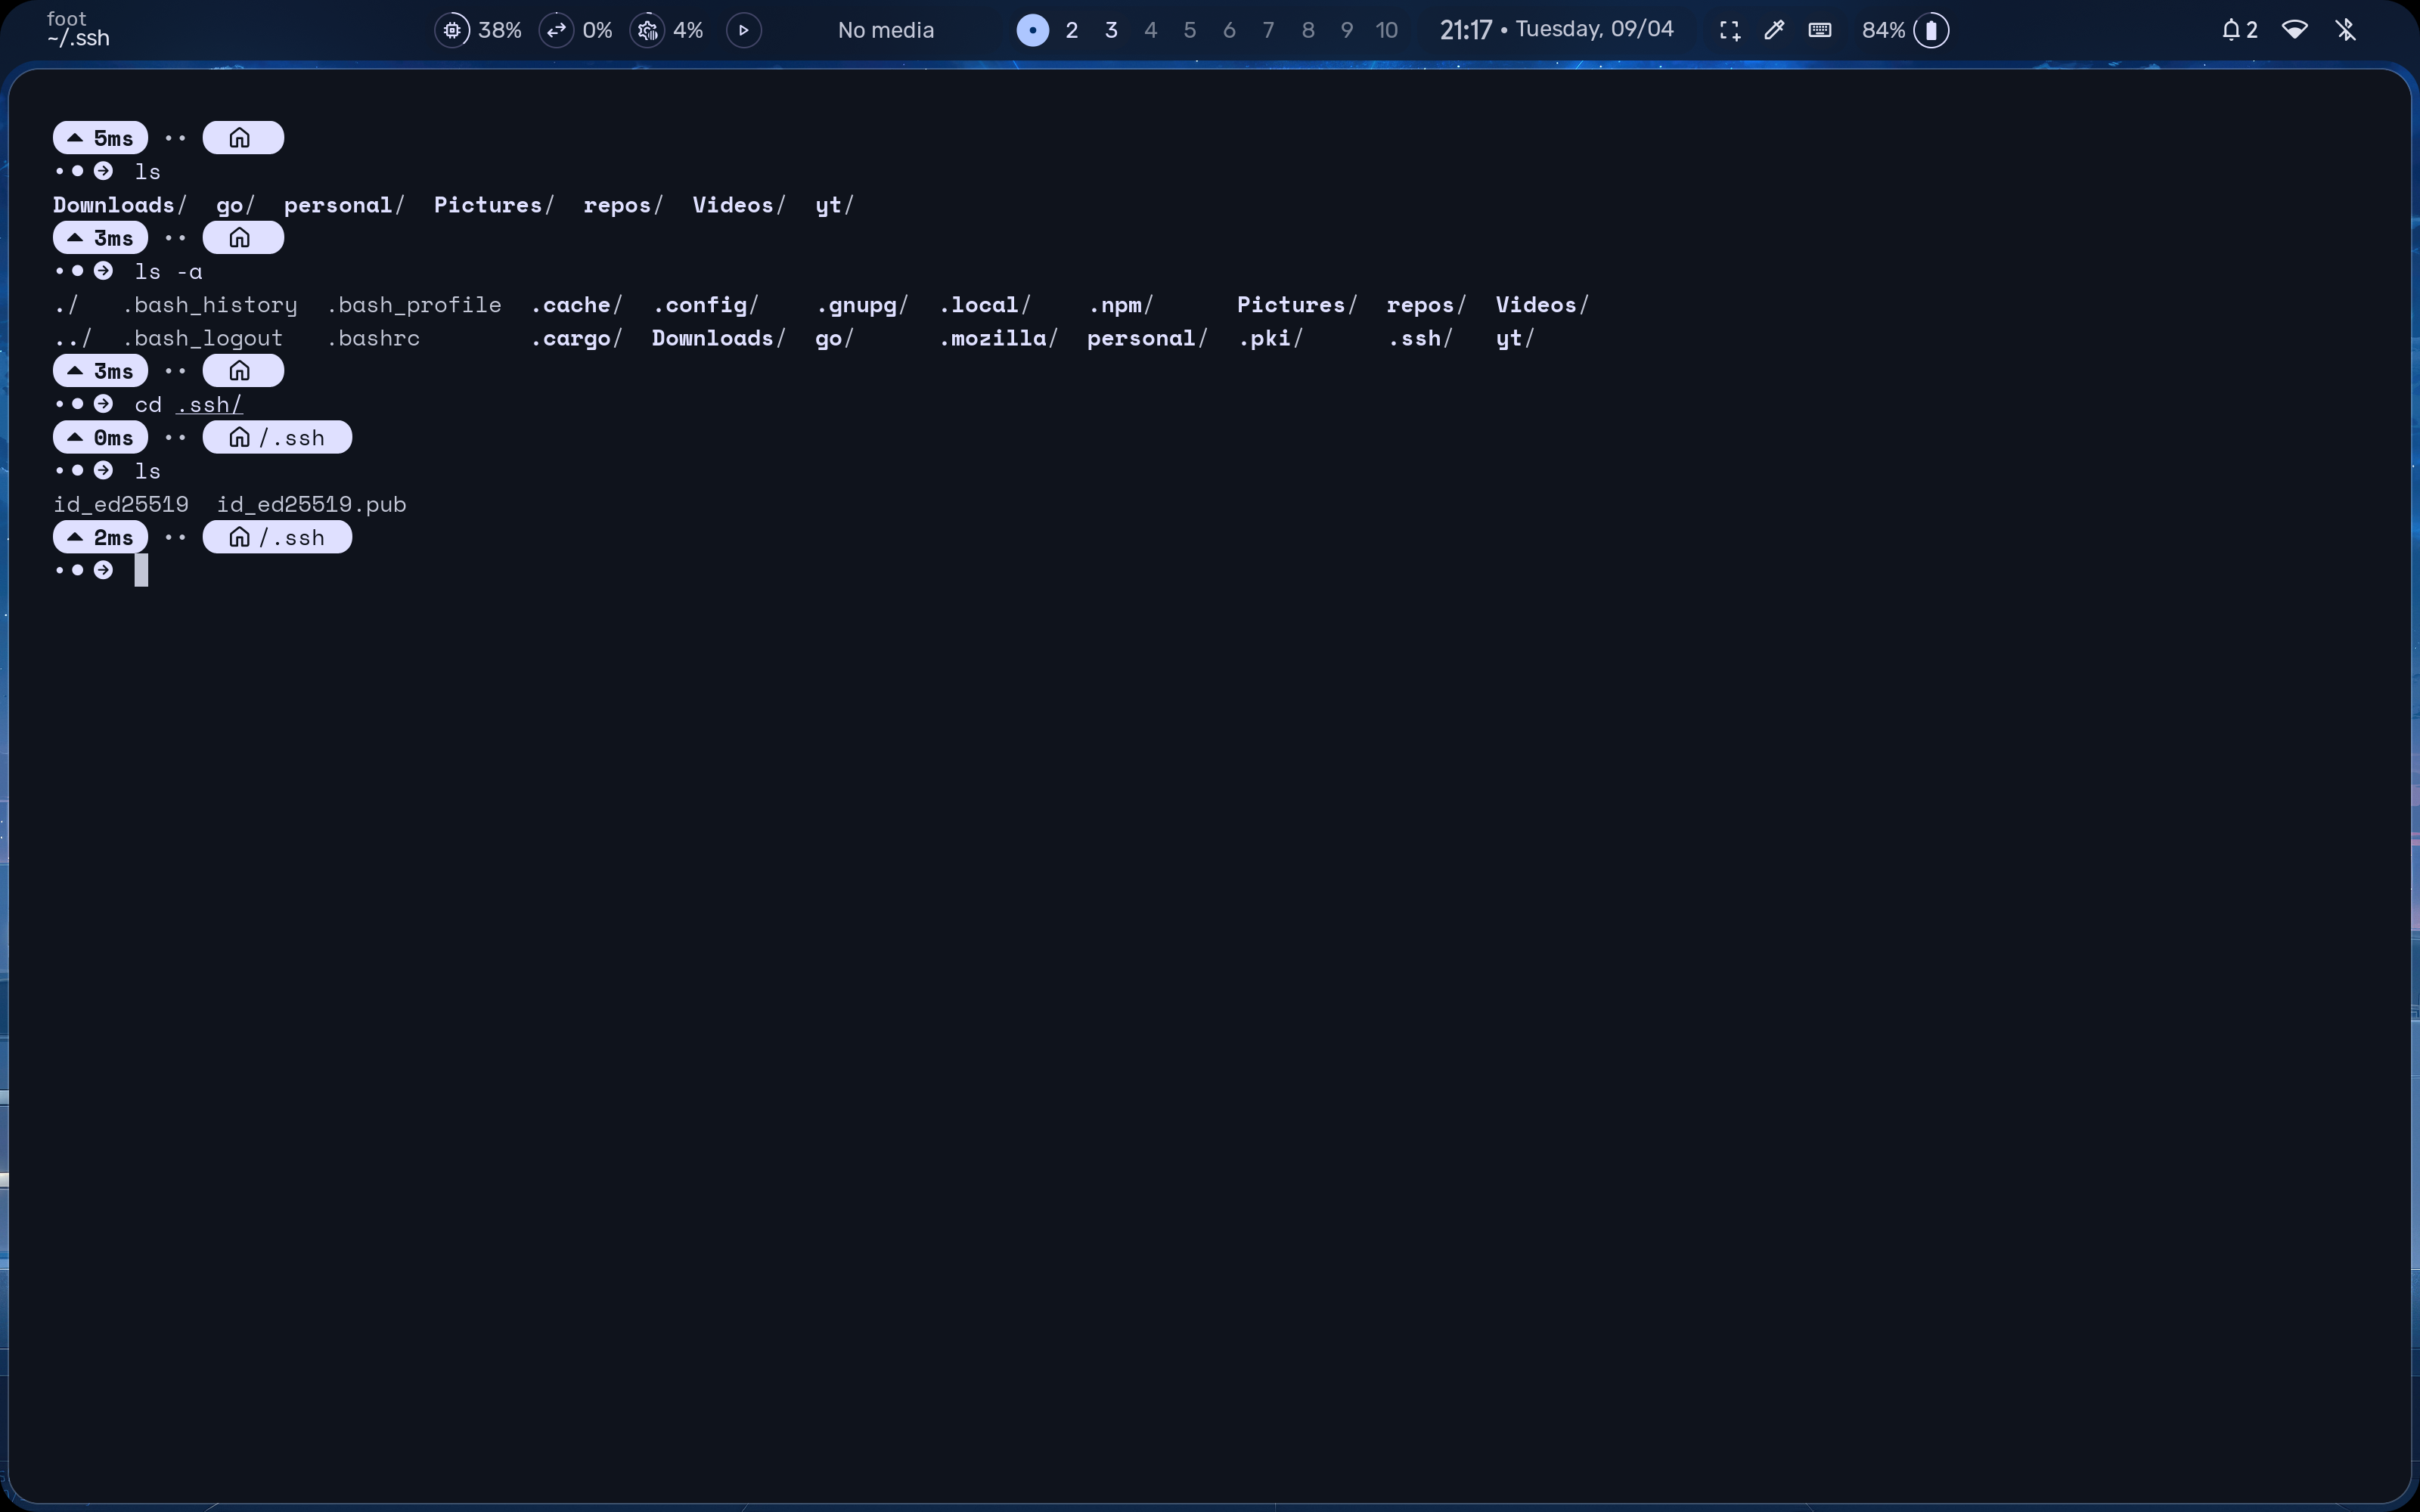 foot
~/.ssh
38% 0% 4% No media 2 3 4 5 6 7 8 9 10 21:17 • Tuesday, 09/04 84% 2
5ms ··
ls
Downloads/ go/ personal/ Pictures/ repos/ Videos/ yt/
3ms ··
ls -a
./ .bash_history .bash_profile .cache/ .config/ .gnupg/ .local/ .npm/ Pictures/ repos/ Videos/
../ .bash_logout .bashrc .cargo/ Downloads/ go/ .mozilla/ personal/ .pki/ .ssh/ yt/
3ms ··
cd .ssh/
0ms ·· /.ssh
ls
id_ed25519 id_ed25519.pub
2ms ·· /.ssh